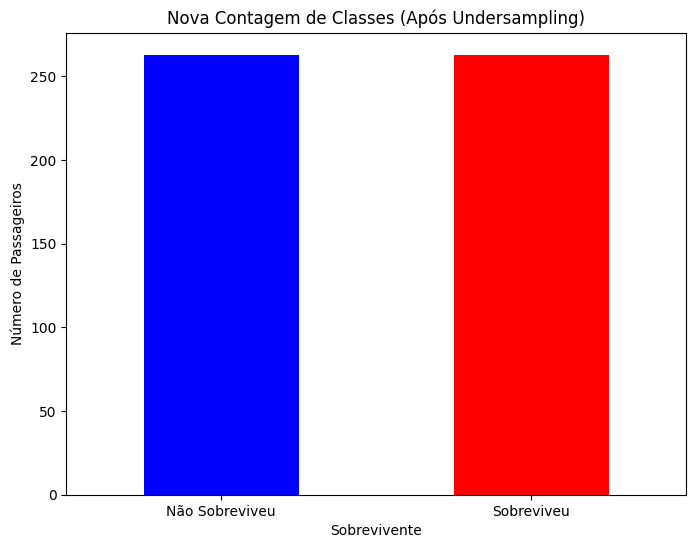 Nova Contagem de Classes (Após Undersampling)
Número de Passageiros
250
200
150
100
50
0
Não Sobreviveu
Sobreviveu
Sobrevivente